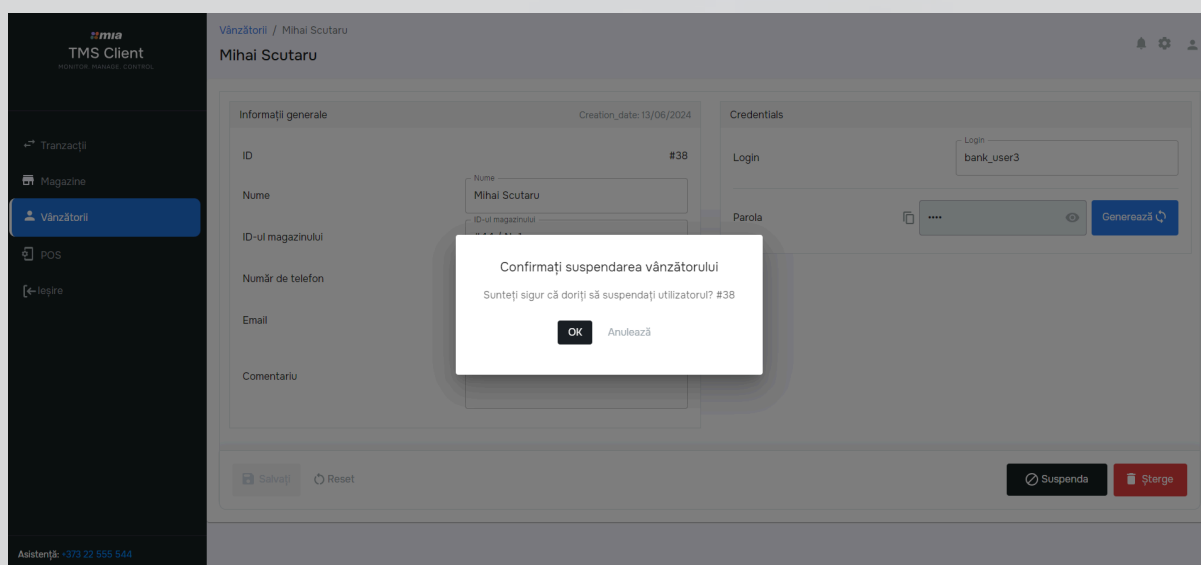 mia
TMS Client
MONITOR. MANAGE .CONTROL.
Tranzacții
Magazine
Vânzătorii
POS
Ieșire
Asistență: +373 22 555 544
Vânzătorii / Mihai Scutaru
Mihai Scutaru
Informații generale Creation_date: 13/06/2024
ID #38
Nume Nume Mihai Scutaru
ID-ul magazinului ID-ul magazinului
Număr de telefon
Email
Comentariu
Credentials
Login Login bank_user3
Parola •••• Generează
Confirmați suspendarea vânzătorului
Sunteți sigur că doriți să suspendați utilizatorul? #38
OK Anulează
Salvați Reset
Suspenda Șterge